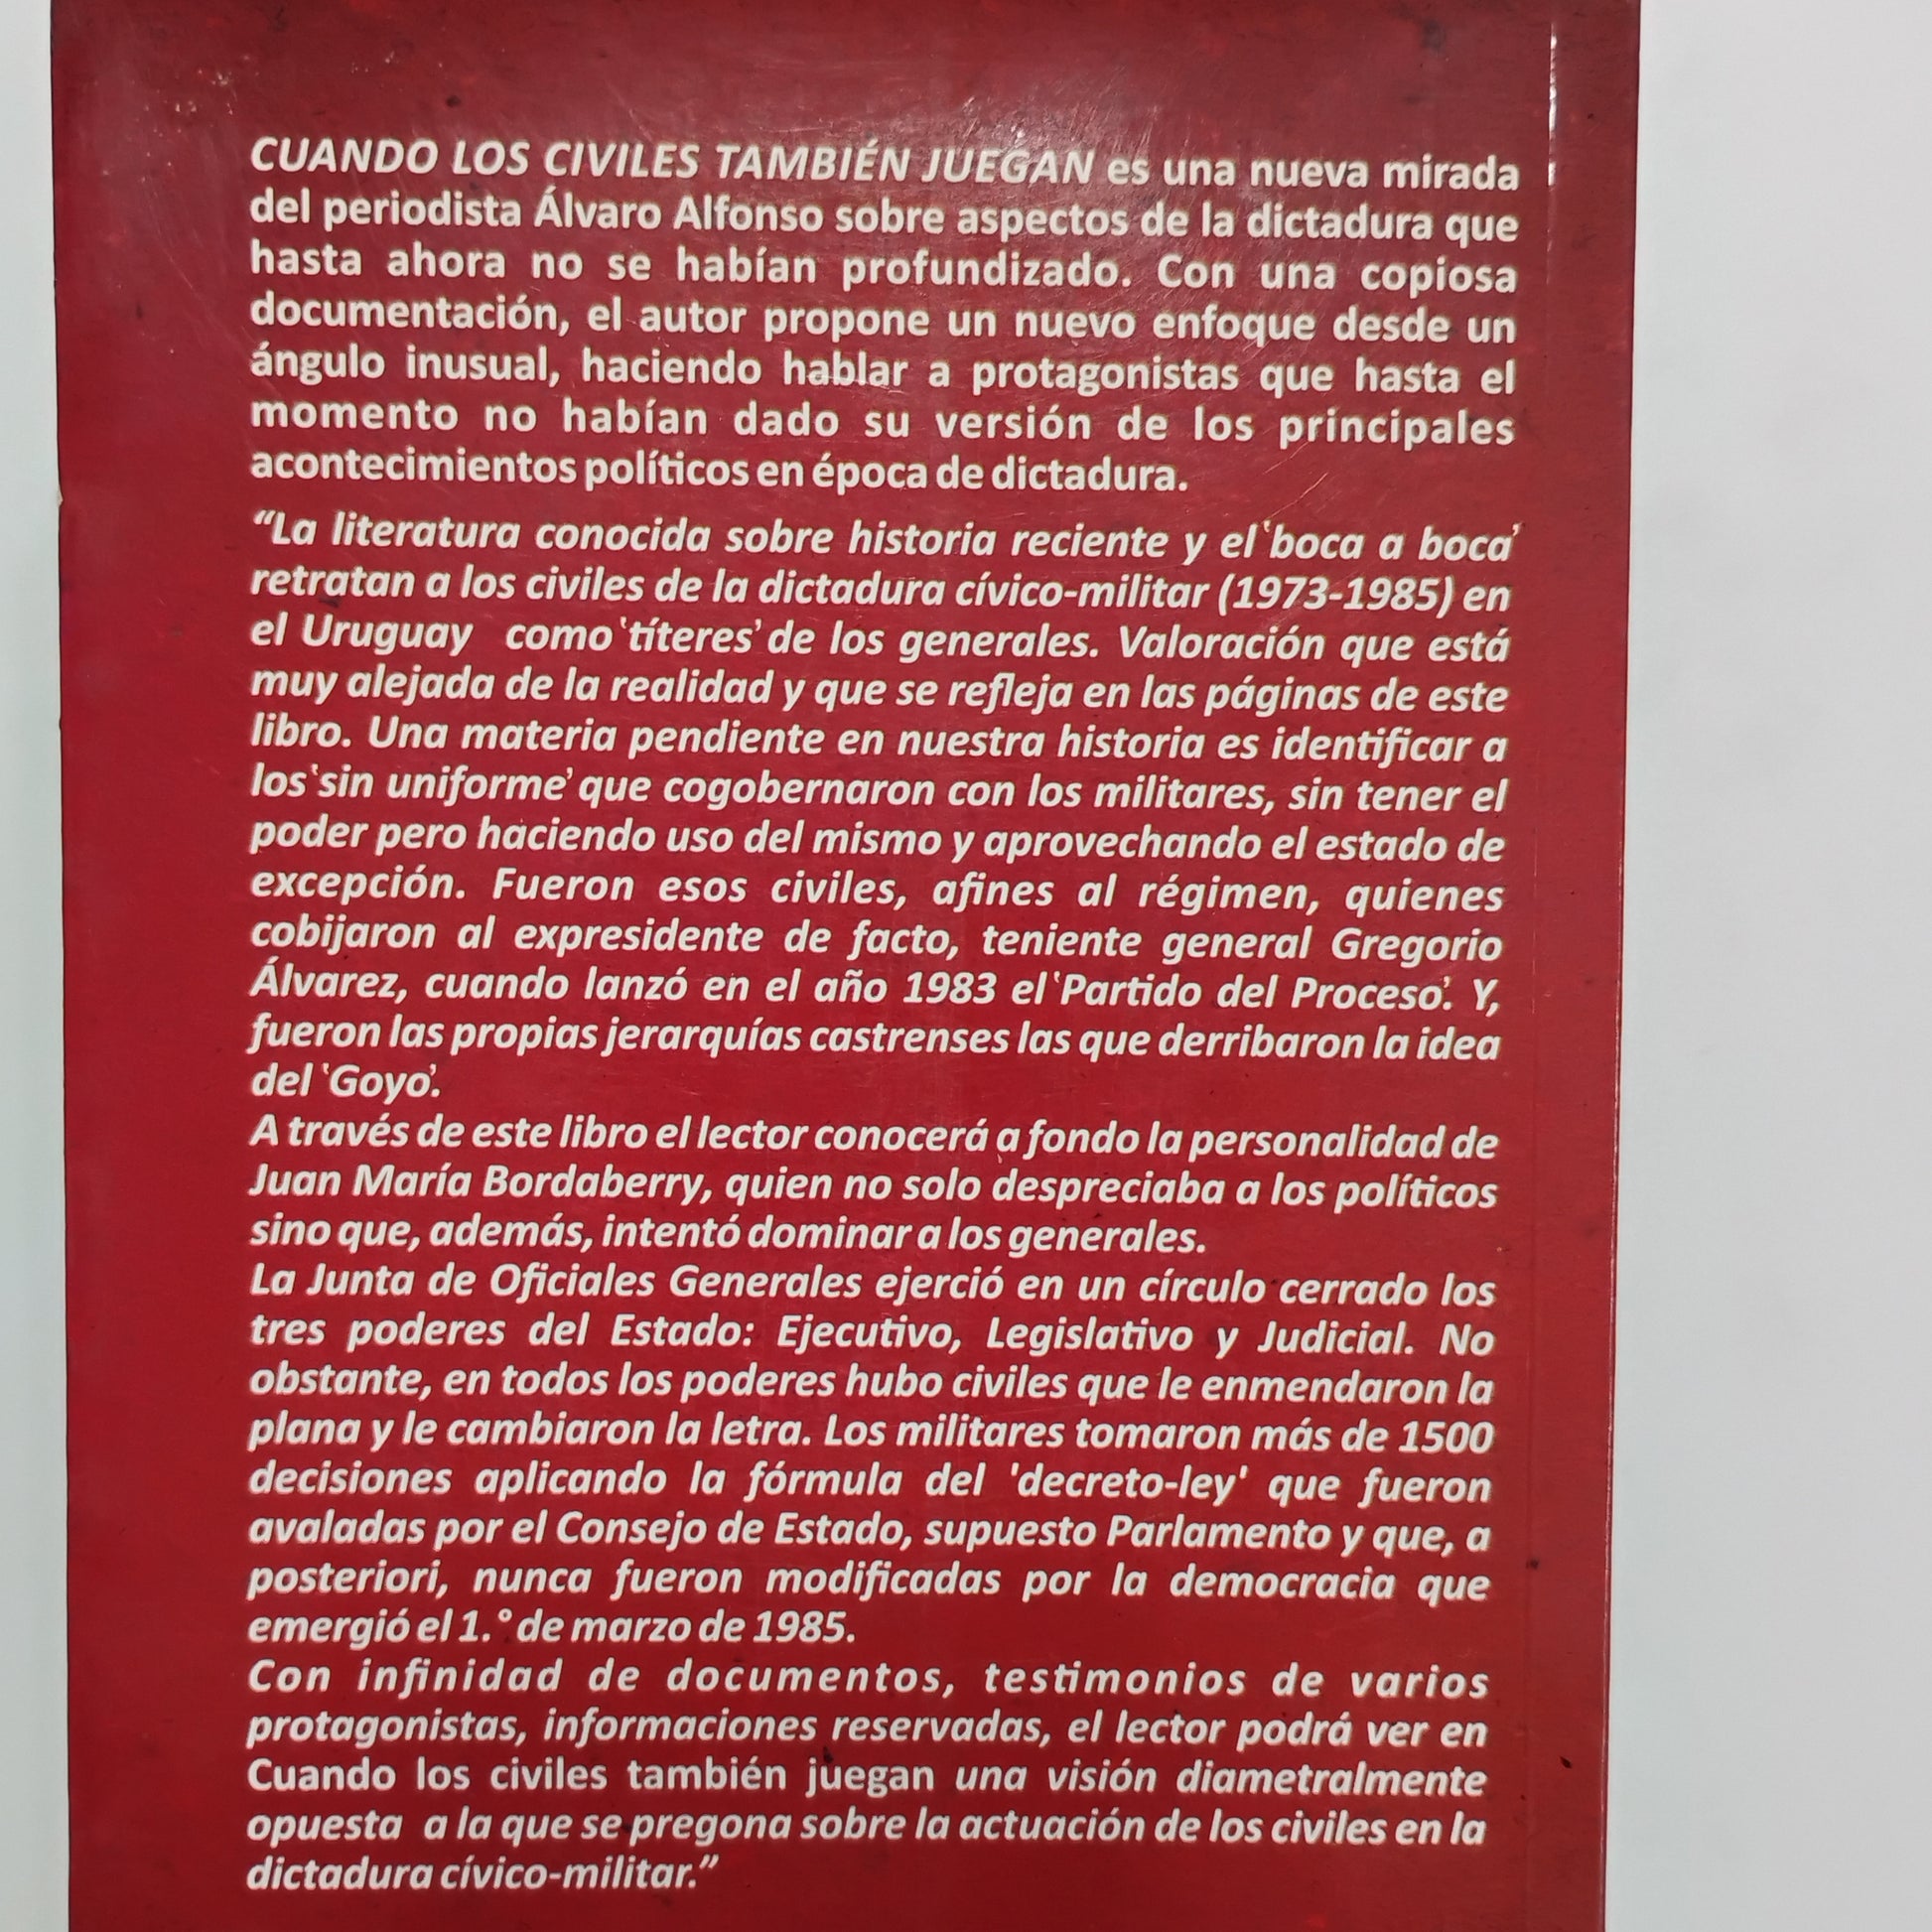 CUANDO LOS CIVILES TAMBIÉN JUEGAN es una nueva mirada
del periodista Álvaro Alfonso sobre aspectos de la dictadura que
hasta ahora no se habían profundizado. Con una copiosa
documentación, el autor propone un nuevo enfoque desde un
ángulo inusual, haciendo hablar a protagonistas que hasta el
momento no habían dado su versión de los principales
acontecimientos políticos en época de dictadura.
“La literatura conocida sobre historia reciente y el ‛boca a boca’
retratan a los civiles de la dictadura cívico-militar (1973-1985) en
el Uruguay como ‛títeres’ de los generales. Valoración que está
muy alejada de la realidad y que se refleja en las páginas de este
libro. Una materia pendiente en nuestra historia es identificar a
los ‛sin uniforme’ que cogobernaron con los militares, sin tener el
poder pero haciendo uso del mismo y aprovechando el estado de
excepción. Fueron esos civiles, afines al régimen, quienes
cobijaron al expresidente de facto, teniente general Gregorio
Álvarez, cuando lanzó en el año 1983 el ‛Partido del Proceso’. Y,
fueron las propias jerarquías castrenses las que derribaron la idea
del ‛Goyo’.
A través de este libro el lector conocerá a fondo la personalidad de
Juan María Bordaberry, quien no solo despreciaba a los políticos
sino que, además, intentó dominar a los generales.
La Junta de Oficiales Generales ejerció en un círculo cerrado los
tres poderes del Estado: Ejecutivo, Legislativo y Judicial. No
obstante, en todos los poderes hubo civiles que le enmendaron la
plana y le cambiaron la letra. Los militares tomaron más de 1500
decisiones aplicando la fórmula del 'decreto-ley' que fueron
avaladas por el Consejo de Estado, supuesto Parlamento y que, a
posteriori, nunca fueron modificadas por la democracia que
emergió el 1.° de marzo de 1985.
Con infinidad de documentos, testimonios de varios
protagonistas, informaciones reservadas, el lector podrá ver en
Cuando los civiles también juegan una visión diametralmente
opuesta a la que se pregona sobre la actuación de los civiles en la
dictadura cívico-militar.”